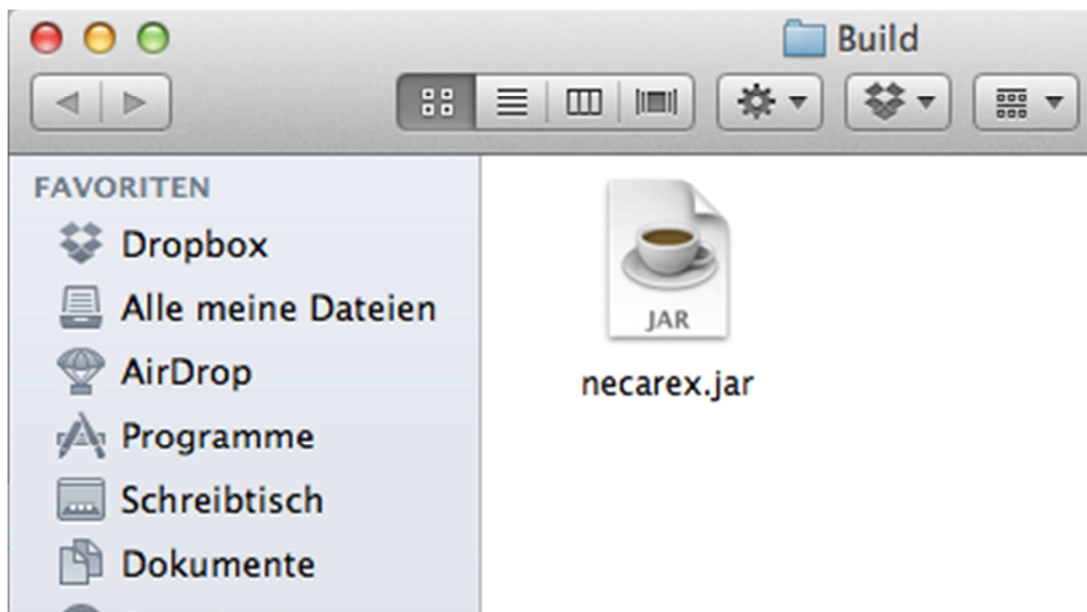 Build
FAVORITEN
Dropbox
Alle meine Dateien
AirDrop
Programme
Schreibtisch
Dokumente
JAR
necarex.jar